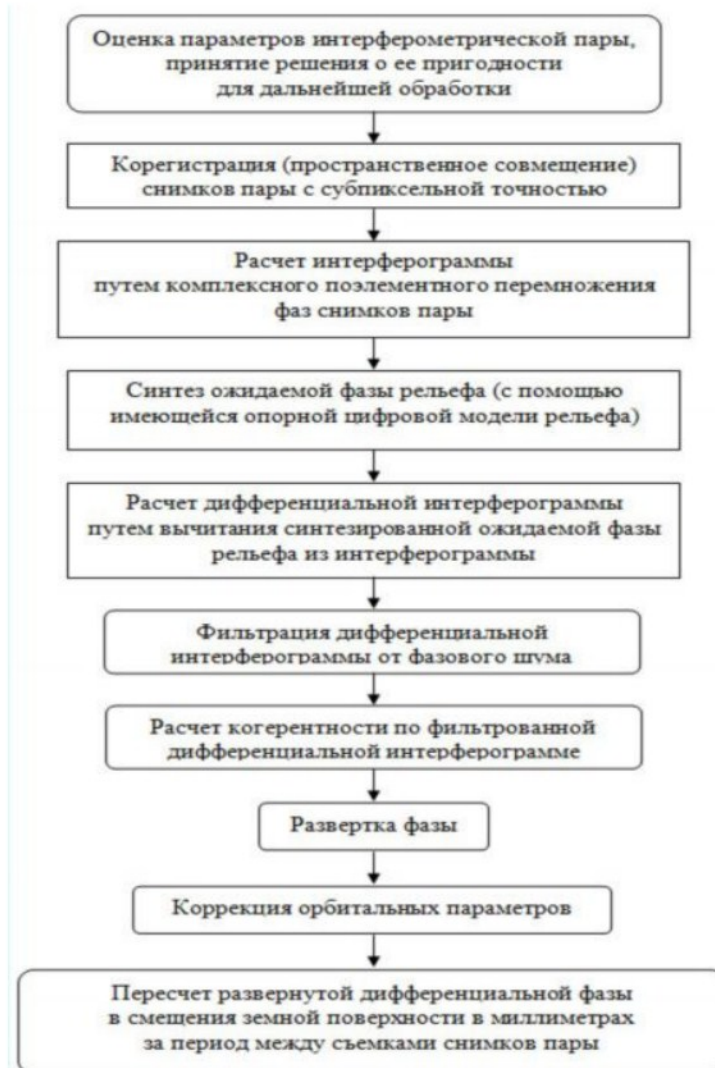 Оценка параметров интерферометрической пары,
принятие решения о ее пригодности
для дальнейшей обработки
Корегистрация (пространственное совмещение)
снимков пары с субпиксельной точностью
Расчет интерферограммы
путем комплексного поэлементного перемножения
фаз снимков пары
Синтез ожидаемой фазы рельефа (с помощью
имеющейся опорной цифровой модели рельефа)
Расчет дифференциальной интерферограммы
путем вычитания синтезированной ожидаемой фазы
рельефа из интерферограммы
Фильтрация дифференциальной
интерферограммы от фазового шума
Расчет когерентности по фильтрованной
дифференциальной интерферограмме
Развертка фазы
Коррекция орбитальных параметров
Пересчет развернутой дифференциальной фазы
в смещения земной поверхности в миллиметрах
за период между съемками снимков пары